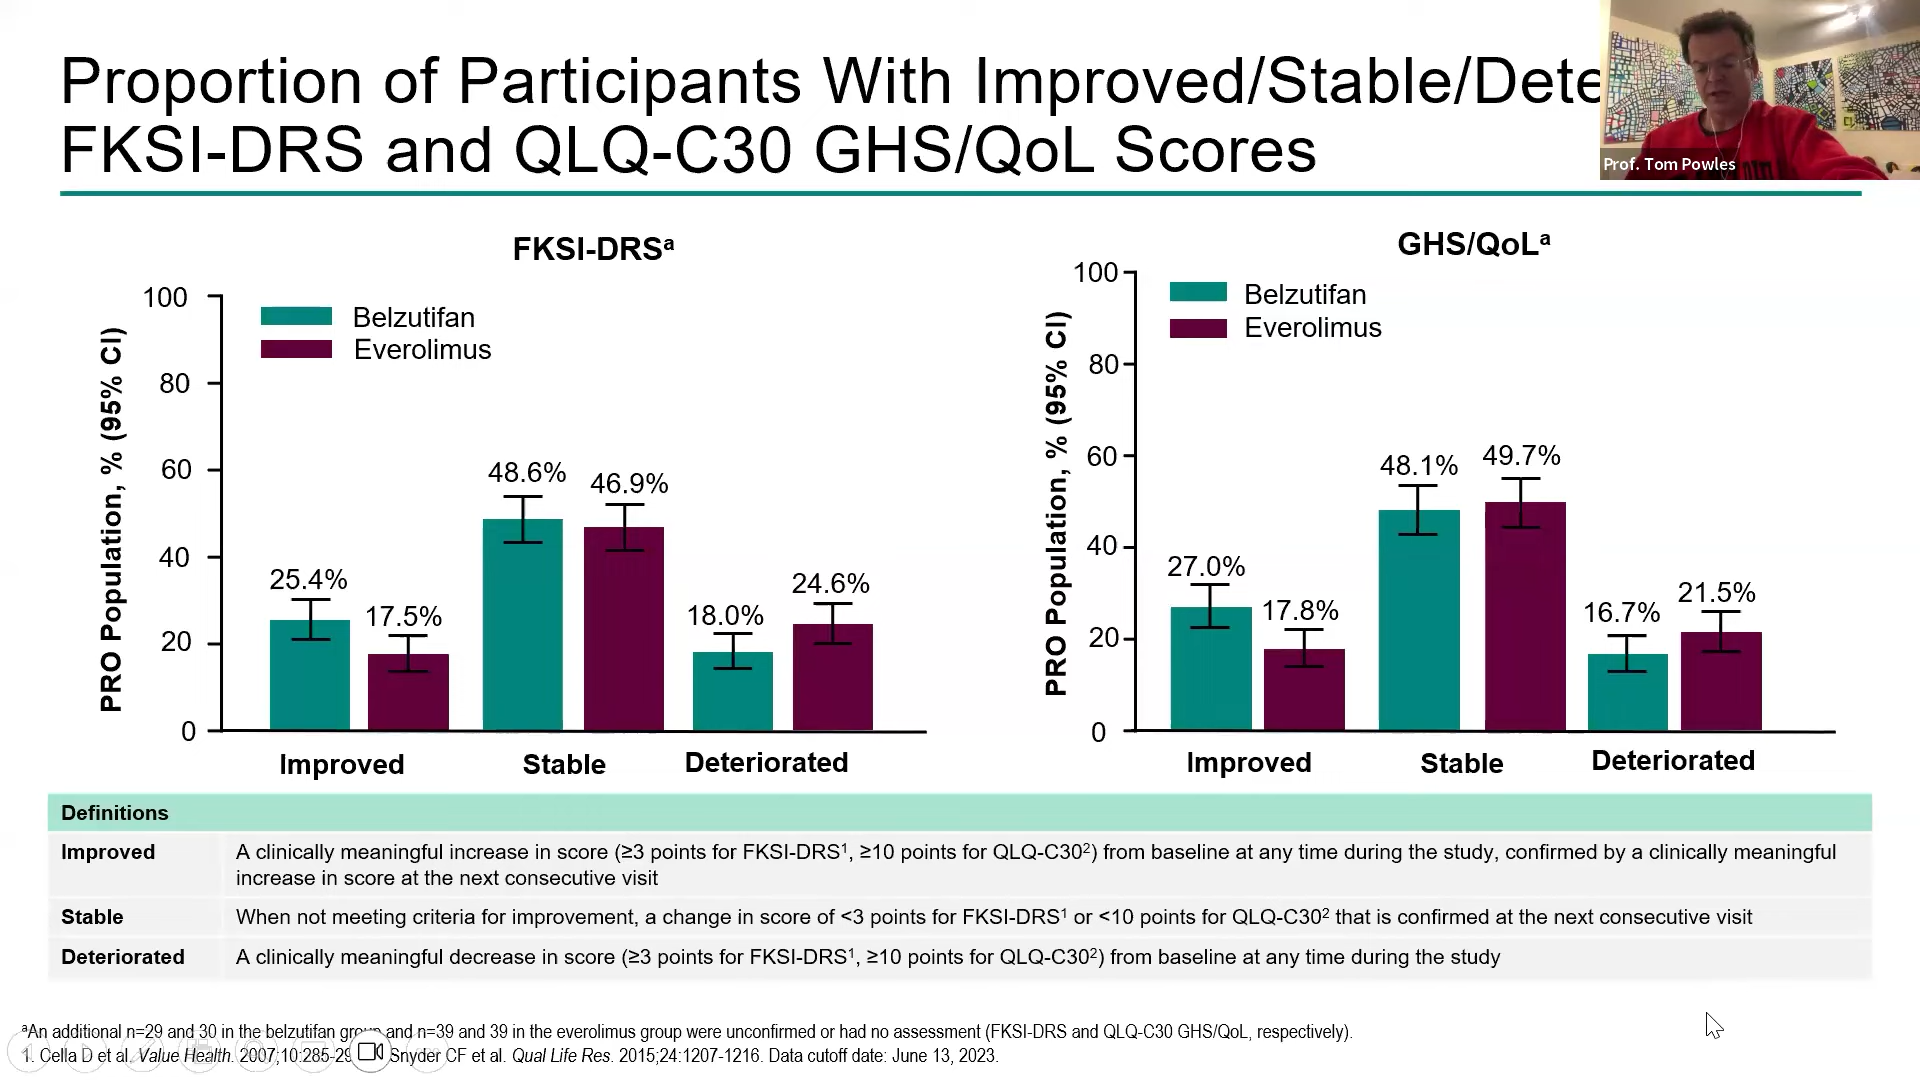 Proportion of Participants With Improved/Stable/Dete
FKSI-DRS and QLQ-C30 GHS/QoL Scores
Prof. Tom Powles
FKSI-DRSᵃ
PRO Population, % (95% CI)
100
80
60
40
20
0
Belzutifan
Everolimus
25.4%
17.5%
48.6%
46.9%
18.0%
24.6%
Improved
Stable
Deteriorated
GHS/QoLᵃ
PRO Population, % (95% CI)
100
80
60
40
20
0
Belzutifan
Everolimus
27.0%
17.8%
48.1%
49.7%
16.7%
21.5%
Improved
Stable
Deteriorated
Definitions
Improved
A clinically meaningful increase in score (≥3 points for FKSI-DRS¹, ≥10 points for QLQ-C30²) from baseline at any time during the study, confirmed by a clinically meaningful
increase in score at the next consecutive visit
Stable
When not meeting criteria for improvement, a change in score of <3 points for FKSI-DRS¹ or <10 points for QLQ-C30² that is confirmed at the next consecutive visit
Deteriorated
A clinically meaningful decrease in score (≥3 points for FKSI-DRS¹, ≥10 points for QLQ-C30²) from baseline at any time during the study
ᵃAn additional n=29 and 30 in the belzutifan group and n=39 and 39 in the everolimus group were unconfirmed or had no assessment (FKSI-DRS and QLQ-C30 GHS/QoL, respectively).
1. Cella D et al. Value Health. 2007;10:285-29 Snyder CF et al. Qual Life Res. 2015;24:1207-1216. Data cutoff date: June 13, 2023.